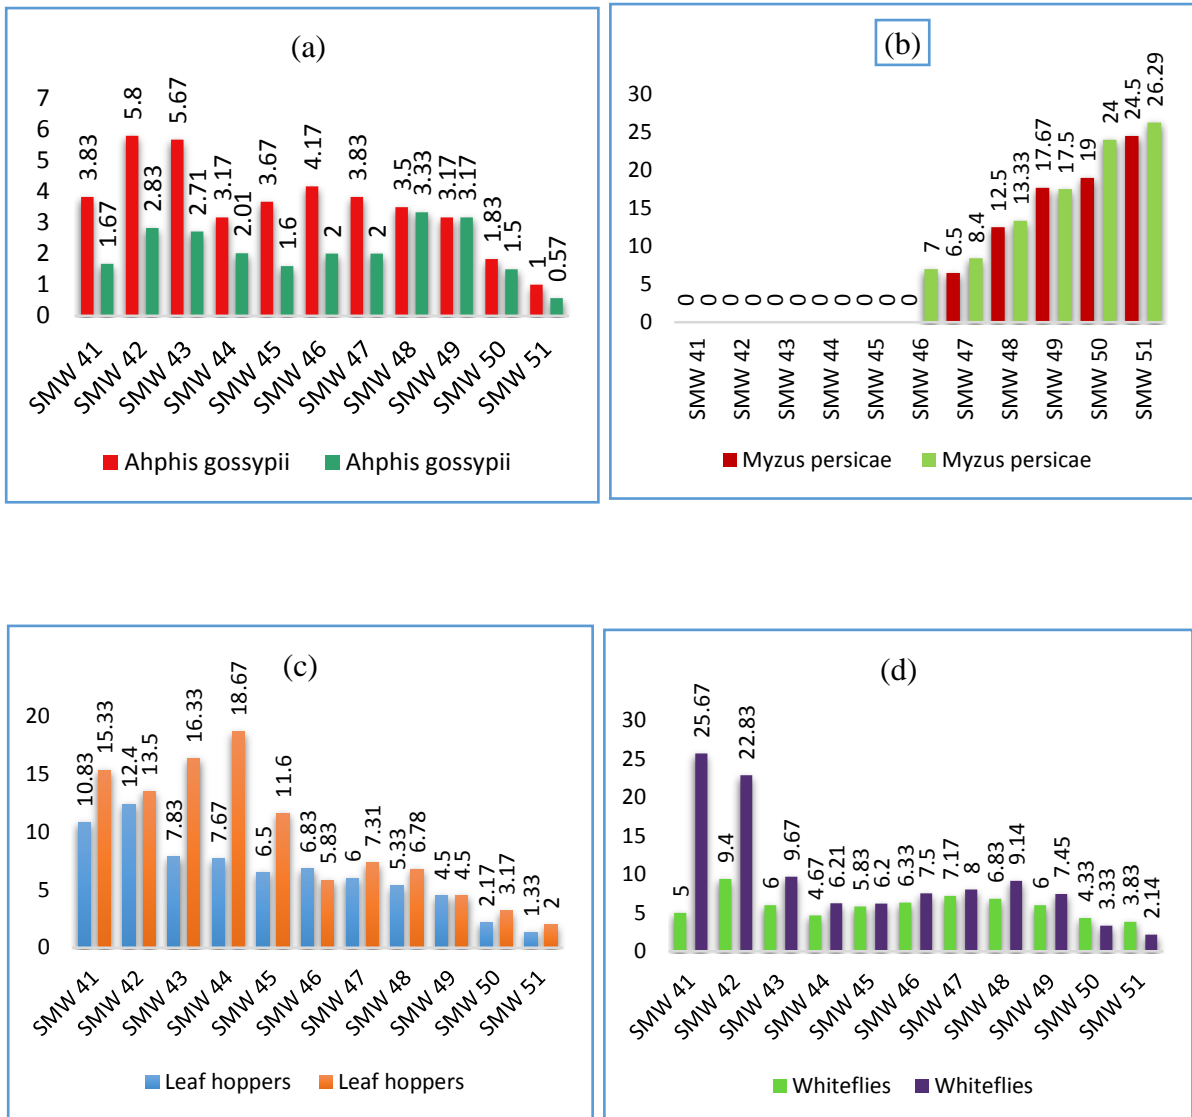 (a)
7
6
5
4
3
2
1
0
3.83
1.67
5.8
2.83
5.67
2.71
3.17
2.01
3.67
1.6
4.17
2
3.83
2
3.5
3.33
3.17
3.17
1.83
1.5
1
0.57
SMW 41
SMW 42
SMW 43
SMW 44
SMW 45
SMW 46
SMW 47
SMW 48
SMW 49
SMW 50
SMW 51
Ahphis gossypii Ahphis gossypii
(b)
30
25
20
15
10
5
0
0
0
0
0
0
0
0
0
0
0
0
7
6.5
8.4
12.5
13.33
17.67
17.5
19
24
24.5
26.29
SMW 41
SMW 42
SMW 43
SMW 44
SMW 45
SMW 46
SMW 47
SMW 48
SMW 49
SMW 50
SMW 51
Myzus persicae Myzus persicae
(c)
20
15
10
5
0
10.83
15.33
12.4
13.5
7.83
16.33
7.67
18.67
6.5
11.6
6.83
5.83
6
7.31
5.33
6.78
4.5
4.5
2.17
3.17
1.33
2
SMW 41
SMW 42
SMW 43
SMW 44
SMW 45
SMW 46
SMW 47
SMW 48
SMW 49
SMW 50
SMW 51
Leaf hoppers Leaf hoppers
(d)
30
25
20
15
10
5
0
5
25.67
9.4
22.83
6
9.67
4.67
6.21
5.83
6.2
6.33
7.5
7.17
8
6.83
9.14
6
7.45
4.33
3.33
3.83
2.14
SMW 41
SMW 42
SMW 43
SMW 44
SMW 45
SMW 46
SMW 47
SMW 48
SMW 49
SMW 50
SMW 51
Whiteflies Whiteflies